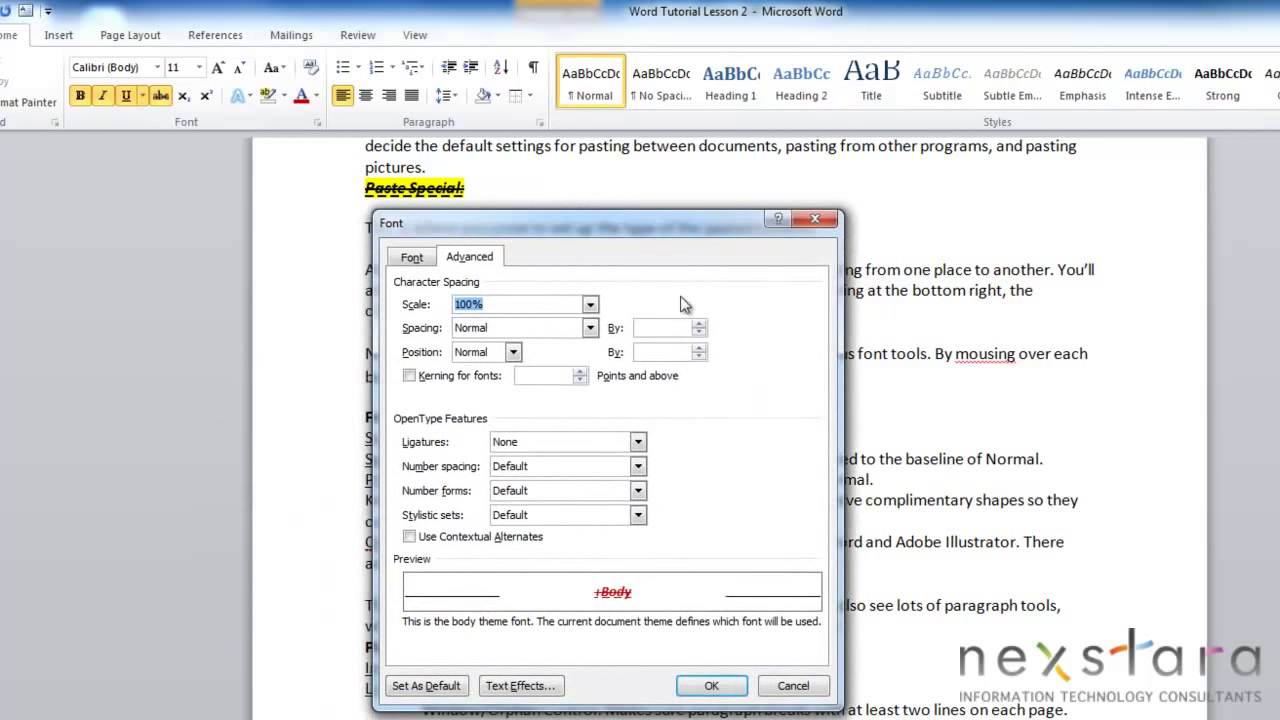 Word Tutorial Lesson 2 - Microsoft Word
ome Insert Page Layout References Mailings Review View
Calibri (Body) 11 A A Aa
mat Painter
B I U abc x₂ x² A A
Font Paragraph Styles
AaBbCcDc AaBbCcDc AaBbCc AaBbCc AaB AaBbCc. AaBbCcDc AaBbCcDc AaBbCcDc AaBbCcDc AaBbCcDc
¶ Normal ¶ No Spaci... Heading 1 Heading 2 Title Subtitle Subtle Em... Emphasis Intense E... Strong
decide the default settings for pasting between documents, pasting from other programs, and pasting
pictures.
Paste Special:
Font
Font Advanced
Character Spacing
Scale: 100%
Spacing: Normal By:
Position: Normal By:
Kerning for fonts: Points and above
OpenType Features
Ligatures: None
Number spacing: Default
Number forms: Default
Stylistic sets: Default
Use Contextual Alternates
Preview
+Body
This is the body theme font. The current document theme defines which font will be used.
Set As Default Text Effects... OK Cancel
ng from one place to another. You'll
ng at the bottom right, the
us font tools. By mousing over each
ed to the baseline of Normal.
mal.
ve complimentary shapes so they
ord and Adobe Illustrator. There
lso see lots of paragraph tools,
Window/Orphan Control: Makes sure paragraph breaks with at least two lines on each page.
nexstara
INFORMATION TECHNOLOGY CONSULTANTS